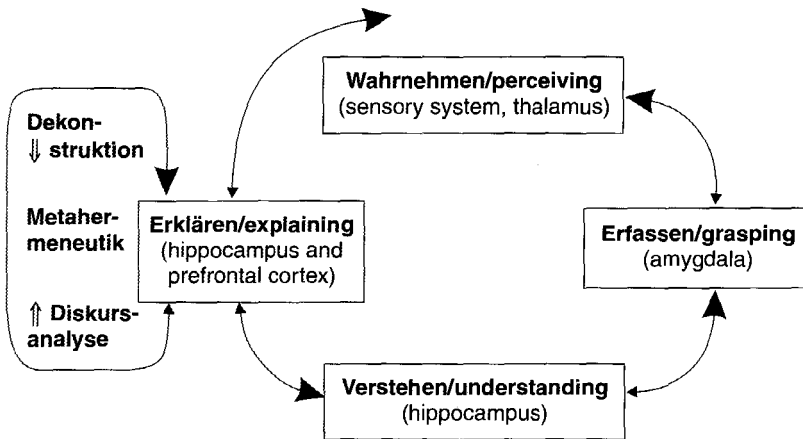 Wahrnehmen/perceiving
(sensory system, thalamus)
Dekon-
⇓ struktion
Metaher-
meneutik
⇑ Diskurs-
analyse
Erklären/explaining
(hippocampus and
prefrontal cortex)
Erfassen/grasping
(amygdala)
Verstehen/understanding
(hippocampus)